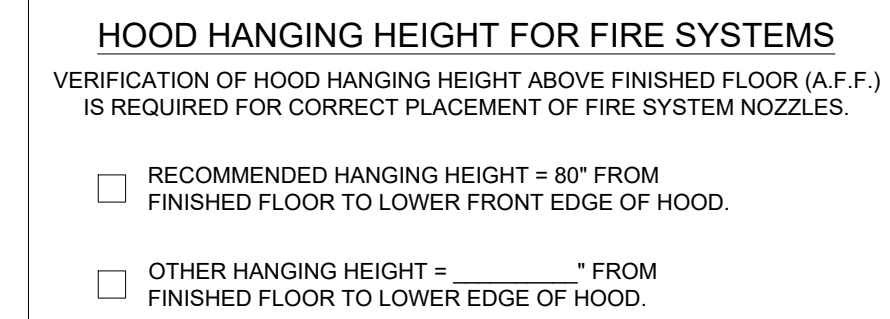 HOOD HANGING HEIGHT FOR FIRE SYSTEMS
VERIFICATION OF HOOD HANGING HEIGHT ABOVE FINISHED FLOOR (A.F.F.)
IS REQUIRED FOR CORRECT PLACEMENT OF FIRE SYSTEM NOZZLES.
RECOMMENDED HANGING HEIGHT = 80" FROM
FINISHED FLOOR TO LOWER FRONT EDGE OF HOOD.
OTHER HANGING HEIGHT = __________" FROM
FINISHED FLOOR TO LOWER EDGE OF HOOD.